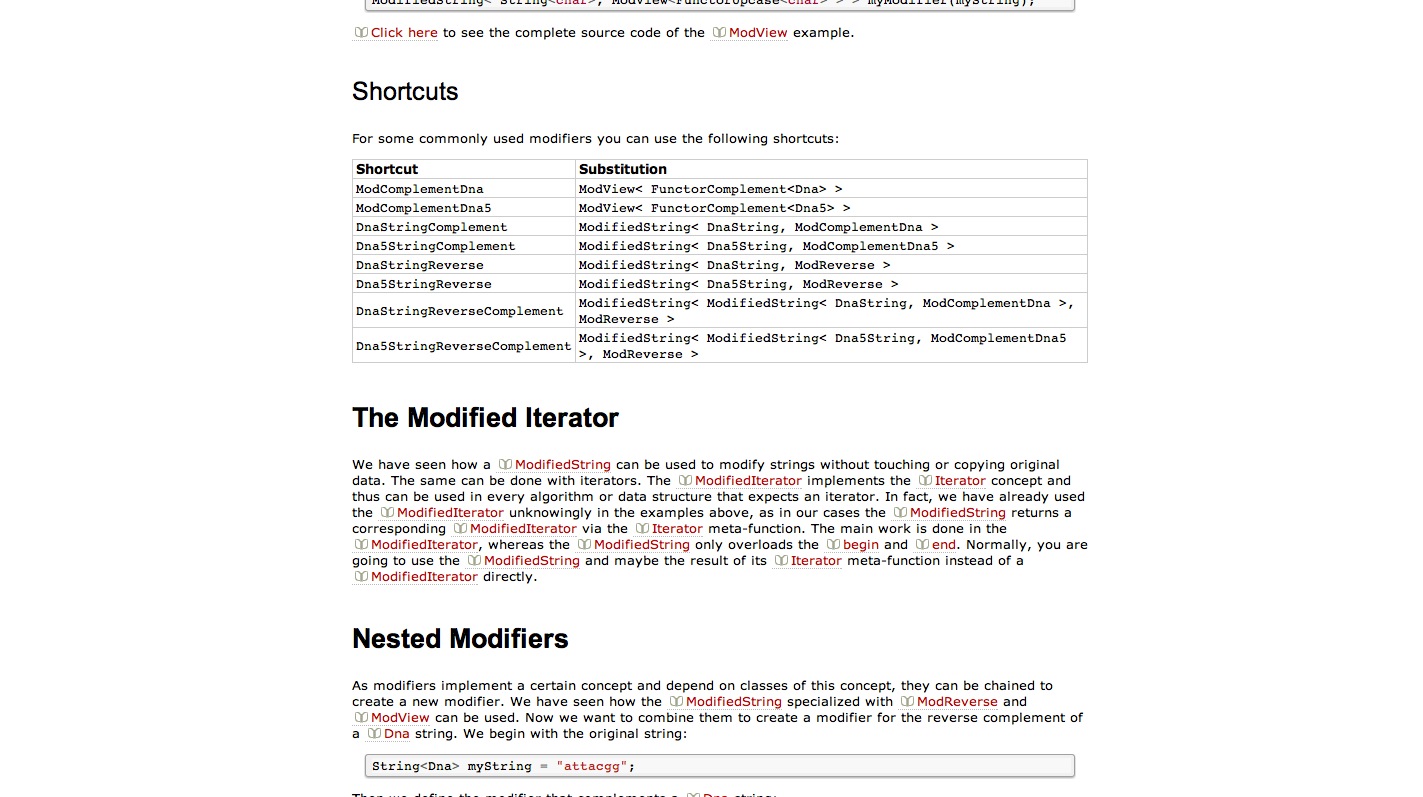 ModifiedString< String<char>, ModView<FunctorUpcase<char> > > myModifier(myString);
Click here to see the complete source code of the ModView example.
Shortcuts
For some commonly used modifiers you can use the following shortcuts:
Shortcut Substitution
ModComplementDna ModView< FunctorComplement<Dna> >
ModComplementDna5 ModView< FunctorComplement<Dna5> >
DnaStringComplement ModifiedString< DnaString, ModComplementDna >
Dna5StringComplement ModifiedString< Dna5String, ModComplementDna5 >
DnaStringReverse ModifiedString< DnaString, ModReverse >
Dna5StringReverse ModifiedString< Dna5String, ModReverse >
DnaStringReverseComplement ModifiedString< ModifiedString< DnaString, ModComplementDna >,
ModReverse >
Dna5StringReverseComplement ModifiedString< ModifiedString< Dna5String, ModComplementDna5
>, ModReverse >
The Modified Iterator
We have seen how a ModifiedString can be used to modify strings without touching or copying original
data. The same can be done with iterators. The ModifiedIterator implements the Iterator concept and
thus can be used in every algorithm or data structure that expects an iterator. In fact, we have already used
the ModifiedIterator unknowingly in the examples above, as in our cases the ModifiedString returns a
corresponding ModifiedIterator via the Iterator meta-function. The main work is done in the
ModifiedIterator, whereas the ModifiedString only overloads the begin and end. Normally, you are
going to use the ModifiedString and maybe the result of its Iterator meta-function instead of a
ModifiedIterator directly.
Nested Modifiers
As modifiers implement a certain concept and depend on classes of this concept, they can be chained to
create a new modifier. We have seen how the ModifiedString specialized with ModReverse and
ModView can be used. Now we want to combine them to create a modifier for the reverse complement of
a Dna string. We begin with the original string:
String<Dna> myString = "attacgg";
Then we define the modifier that complements a Dna string: